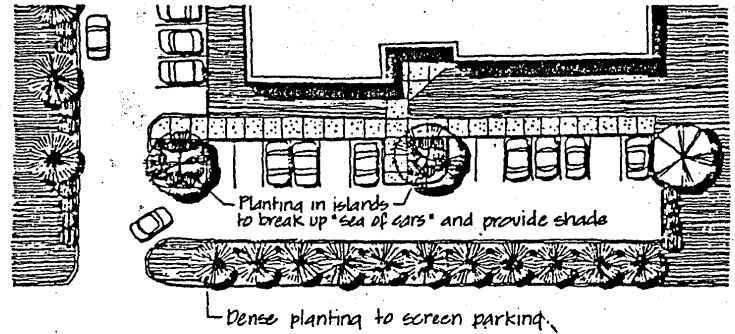 Planting in islands
to break up "sea of cars" and provide shade
Dense planting to screen parking.